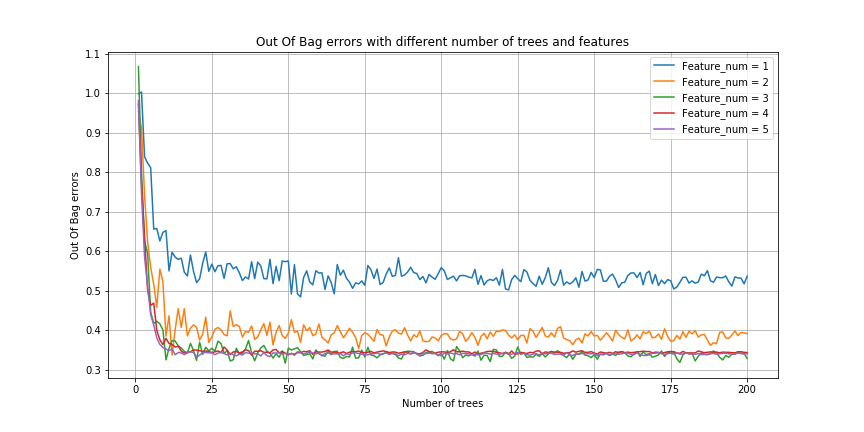 Out Of Bag errors with different number of trees and features
1.1
1.0
0.9
0.8
0.7
0.6
0.5
0.4
0.3
Out Of Bag errors
Feature_num = 1
Feature_num = 2
Feature_num = 3
Feature_num = 4
Feature_num = 5
0 25 50 75 100 125 150 175 200
Number of trees